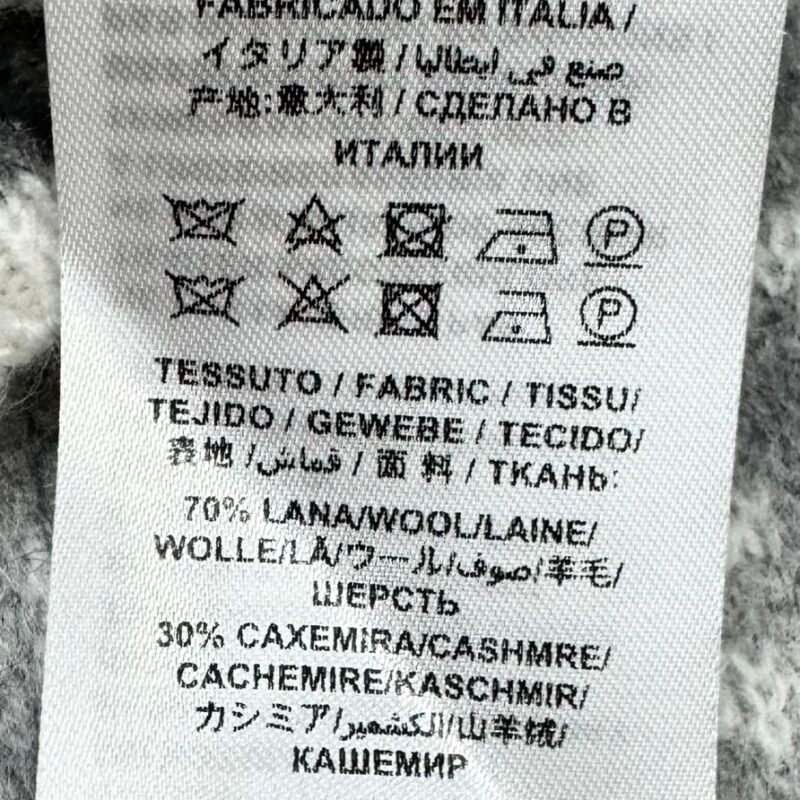 FABRICADO EM ITALIA /
イタリア製 / صنع في ايطاليا
产地:意大利 / СДЕЛАНО В
ИТАЛИИ
P
P
TESSUTO / FABRIC / TISSU/
TEJIDO / GEWEBE / TECIDO/
表地 / قماش / 面 料 / ТКАНЬ:
70% LANA/WOOL/LAINE/
WOLLE/LÃ/ウール/صوف/羊毛/
ШЕРСТЬ
30% CAXEMIRA/CASHMRE/
CACHEMIRE/KASCHMIR/
カシミア/الكشمير/山羊绒/
КАШЕМИР